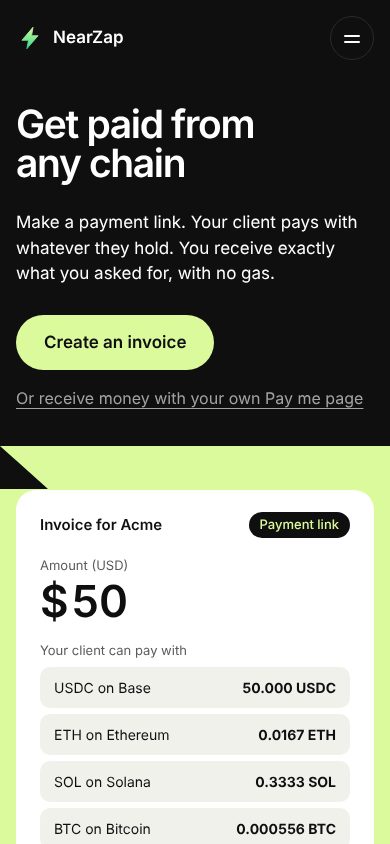 NearZap
Get paid from
any chain
Make a payment link. Your client pays with
whatever they hold. You receive exactly
what you asked for, with no gas.
Create an invoice
Or receive money with your own Pay me page
Invoice for Acme
Payment link
Amount (USD)
$50
Your client can pay with
USDC on Base
50.000 USDC
ETH on Ethereum
0.0167 ETH
SOL on Solana
0.3333 SOL
BTC on Bitcoin
0.000556 BTC